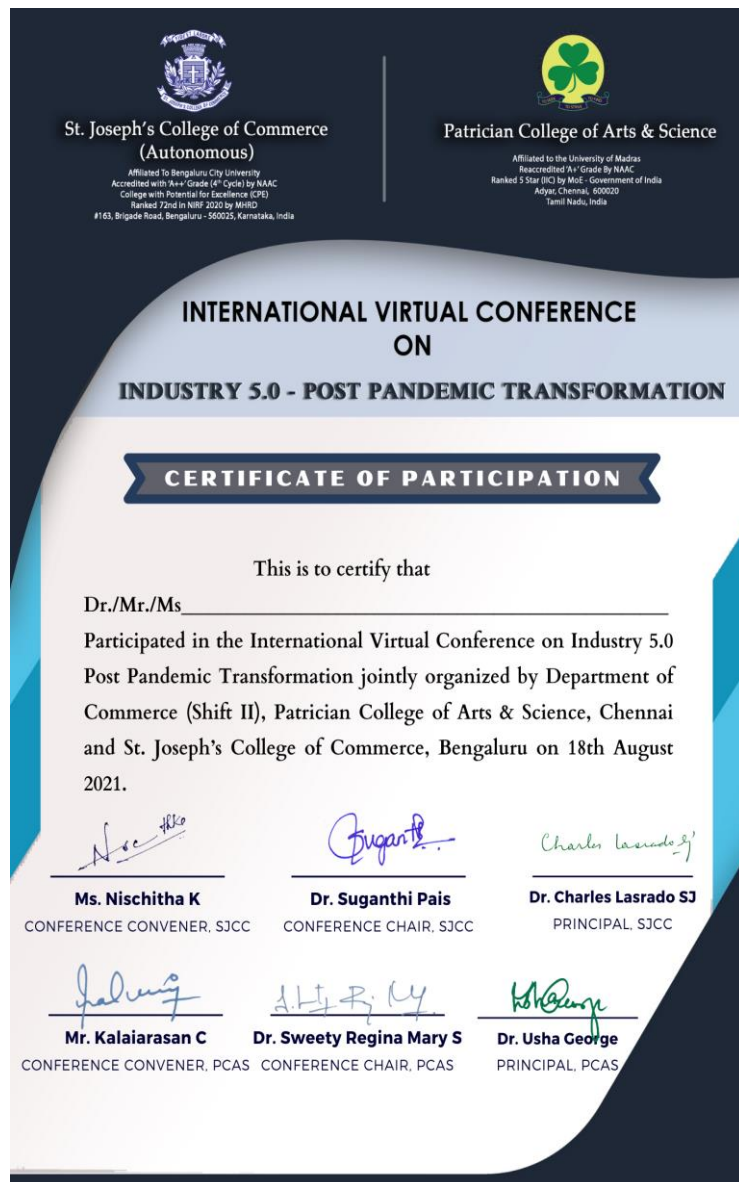 St. Joseph's College of Commerce
(Autonomous)
Affiliated To Bengaluru City University
Accredited with 'A++' Grade (4th Cycle) by NAAC
College with Potential for Excellence (CPE)
Ranked 72nd in NIRF 2020 by MHRD
#163, Brigade Road, Bengaluru - 560025, Karnataka, India
Patrician College of Arts & Science
Affiliated to the University of Madras
Reaccredited 'A+' Grade By NAAC
Ranked 5 Star (IIC) by MoE - Government of India
Adyar, Chennai, 600020
Tamil Nadu, India
INTERNATIONAL VIRTUAL CONFERENCE
ON
INDUSTRY 5.0 - POST PANDEMIC TRANSFORMATION
CERTIFICATE OF PARTICIPATION
This is to certify that
Dr./Mr./Ms
Participated in the International Virtual Conference on Industry 5.0
Post Pandemic Transformation jointly organized by Department of
Commerce (Shift II), Patrician College of Arts & Science, Chennai
and St. Joseph's College of Commerce, Bengaluru on 18th August
2021.
Charles Lasrado SJ
Ms. Nischitha K
CONFERENCE CONVENER, SJCC
Dr. Suganthi Pais
CONFERENCE CHAIR, SJCC
Dr. Charles Lasrado SJ
PRINCIPAL, SJCC
Mr. Kalaiarasan C
CONFERENCE CONVENER, PCAS
Dr. Sweety Regina Mary S
CONFERENCE CHAIR, PCAS
Dr. Usha George
PRINCIPAL, PCAS